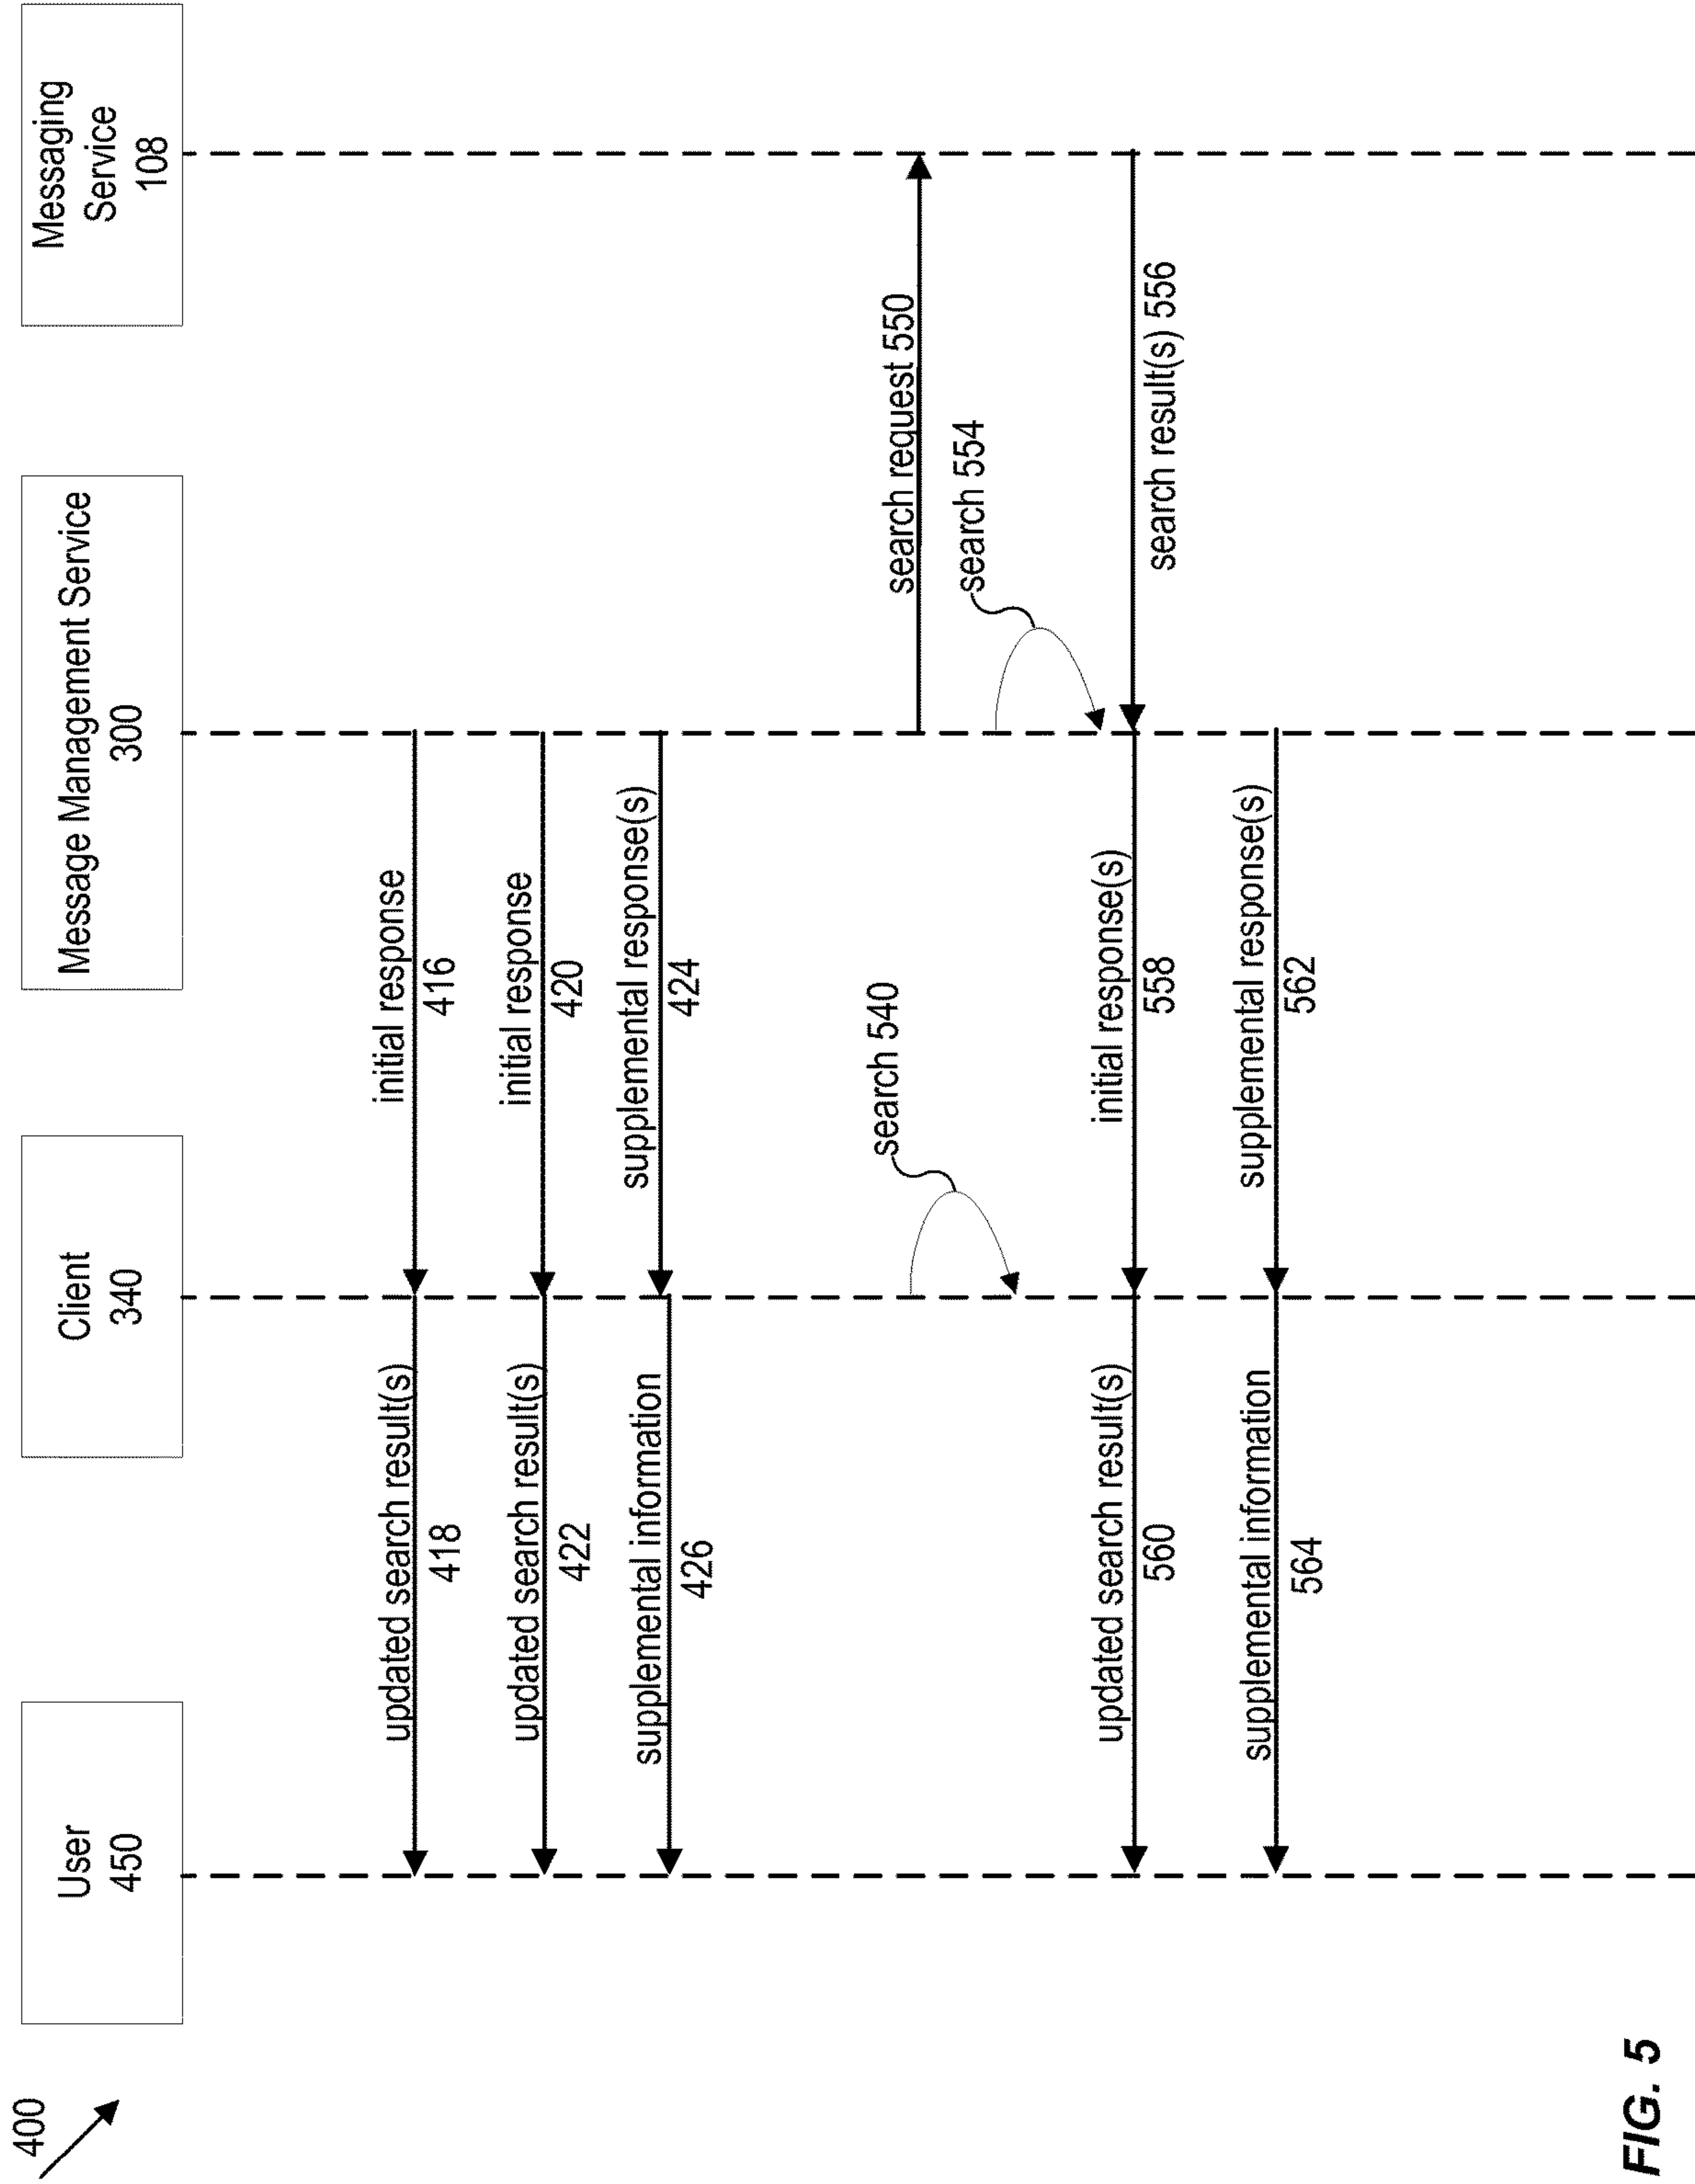 400
User
450
Client
340
Message Management Service
300
Messaging
Service
108
updated search result(s)
418
initial response
416
updated search result(s)
422
initial response
420
supplemental information
426
supplemental response(s)
424
search 540
search request 550
search 554
updated search result(s)
560
initial response(s)
558
search result(s) 556
supplemental information
564
supplemental response(s)
562
FIG. 5